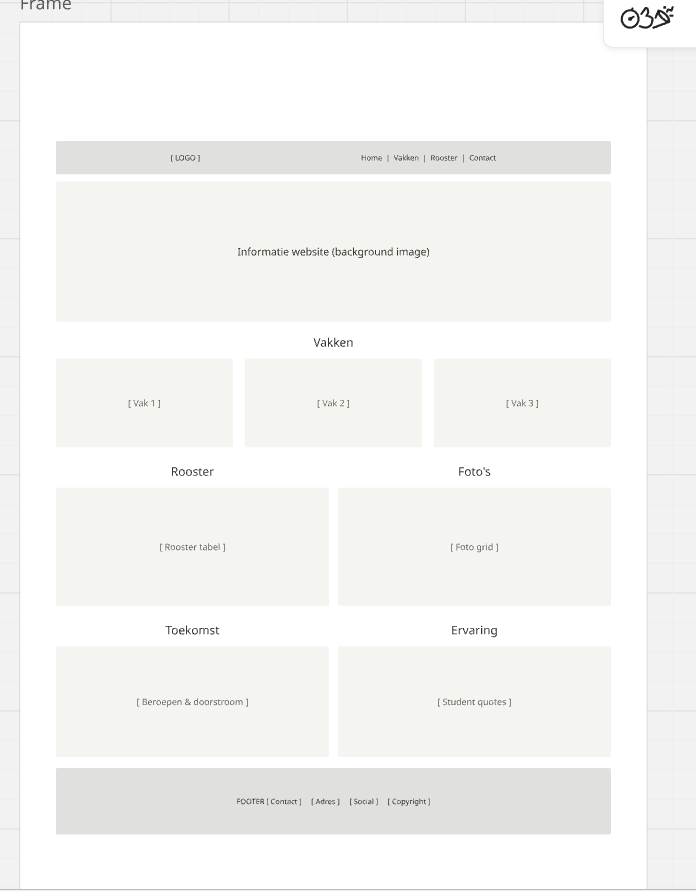 Frame
[ LOGO ]
Home | Vakken | Rooster | Contact
Informatie website (background image)
Vakken
[ Vak 1 ]
[ Vak 2 ]
[ Vak 3 ]
Rooster
Foto's
[ Rooster tabel ]
[ Foto grid ]
Toekomst
Ervaring
[ Beroepen & doorstroom ]
[ Student quotes ]
FOOTER [ Contact ] [ Adres ] [ Social ] [ Copyright ]